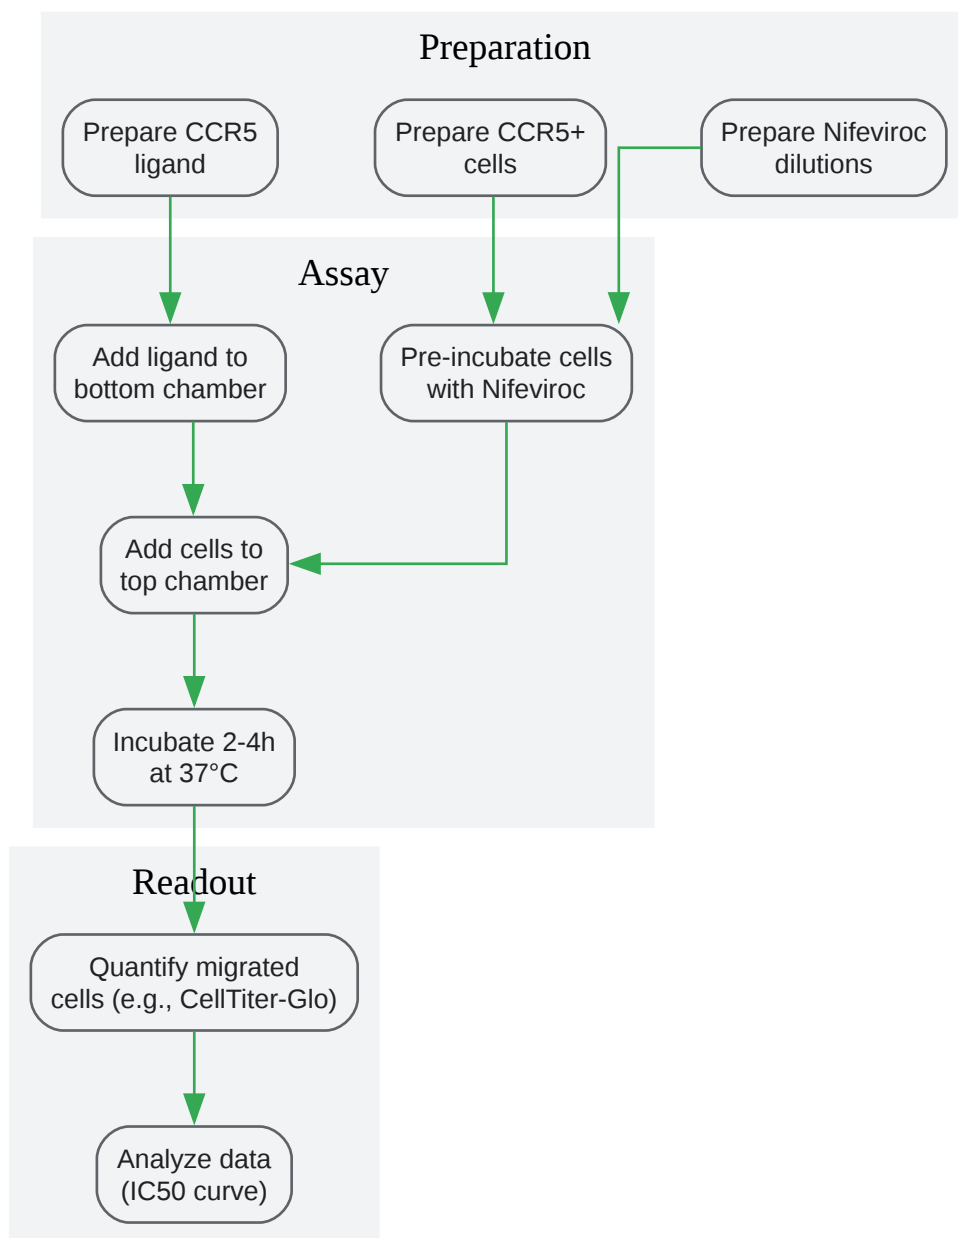 Preparation
Prepare CCR5
ligand
Prepare CCR5+
cells
Prepare Nifeviroc
dilutions
Assay
Add ligand to
bottom chamber
Pre-incubate cells
with Nifeviroc
Add cells to
top chamber
Incubate 2-4h
at 37°C
Readout
Quantify migrated
cells (e.g., CellTiter-Glo)
Analyze data
(IC50 curve)